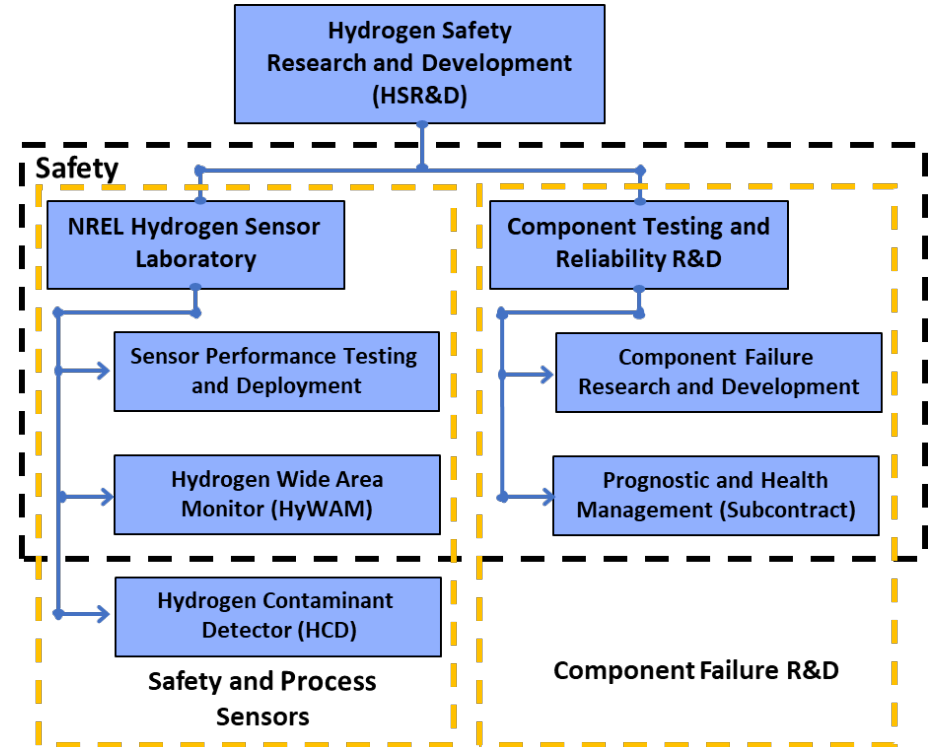 Hydrogen Safety
Research and Development
(HSR&D)
Safety
NREL Hydrogen Sensor
Laboratory
Component Testing and
Reliability R&D
Sensor Performance Testing
and Deployment
Component Failure
Research and Development
Hydrogen Wide Area
Monitor (HyWAM)
Prognostic and Health
Management (Subcontract)
Hydrogen Contaminant
Detector (HCD)
Safety and Process
Sensors
Component Failure R&D